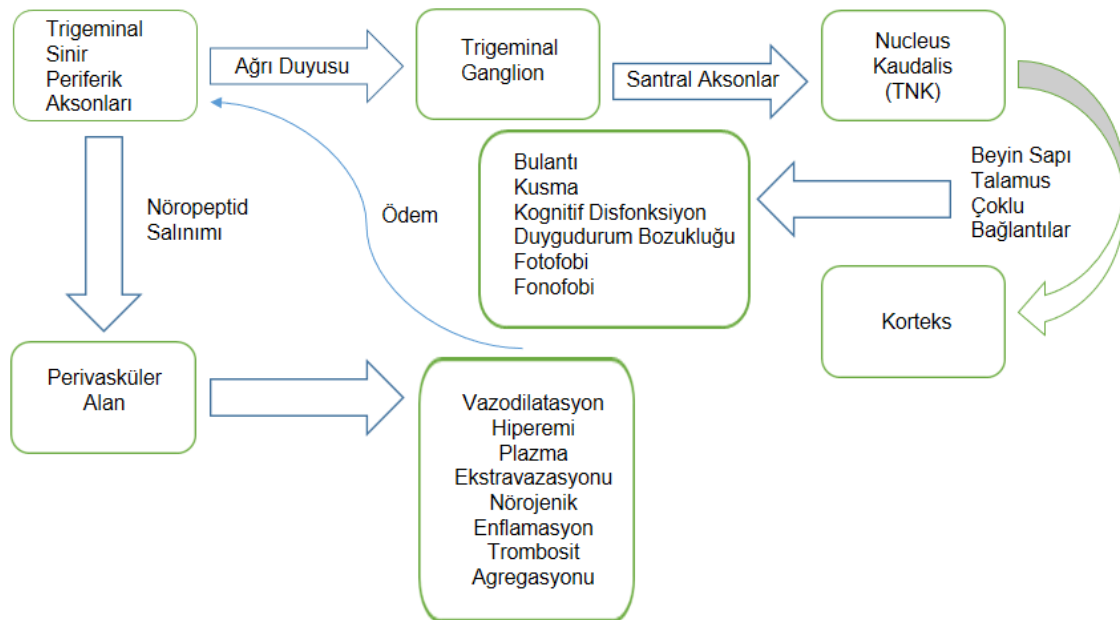 Trigeminal
Sinir
Periferik
Aksonları
Ağrı Duyusu
Trigeminal
Ganglion
Santral Aksonlar
Nucleus
Kaudalis
(TNK)
Nöropeptid
Salınımı
Ödem
Bulantı
Kusma
Kognitif Disfonksiyon
Duygudurum Bozukluğu
Fotofobi
Fonofobi
Beyin Sapı
Talamus
Çoklu
Bağlantılar
Korteks
Perivasküler
Alan
Vazodilatasyon
Hiperemi
Plazma
Ekstravazasyonu
Nörojenik
Enflamasyon
Trombosit
Agregasyonu